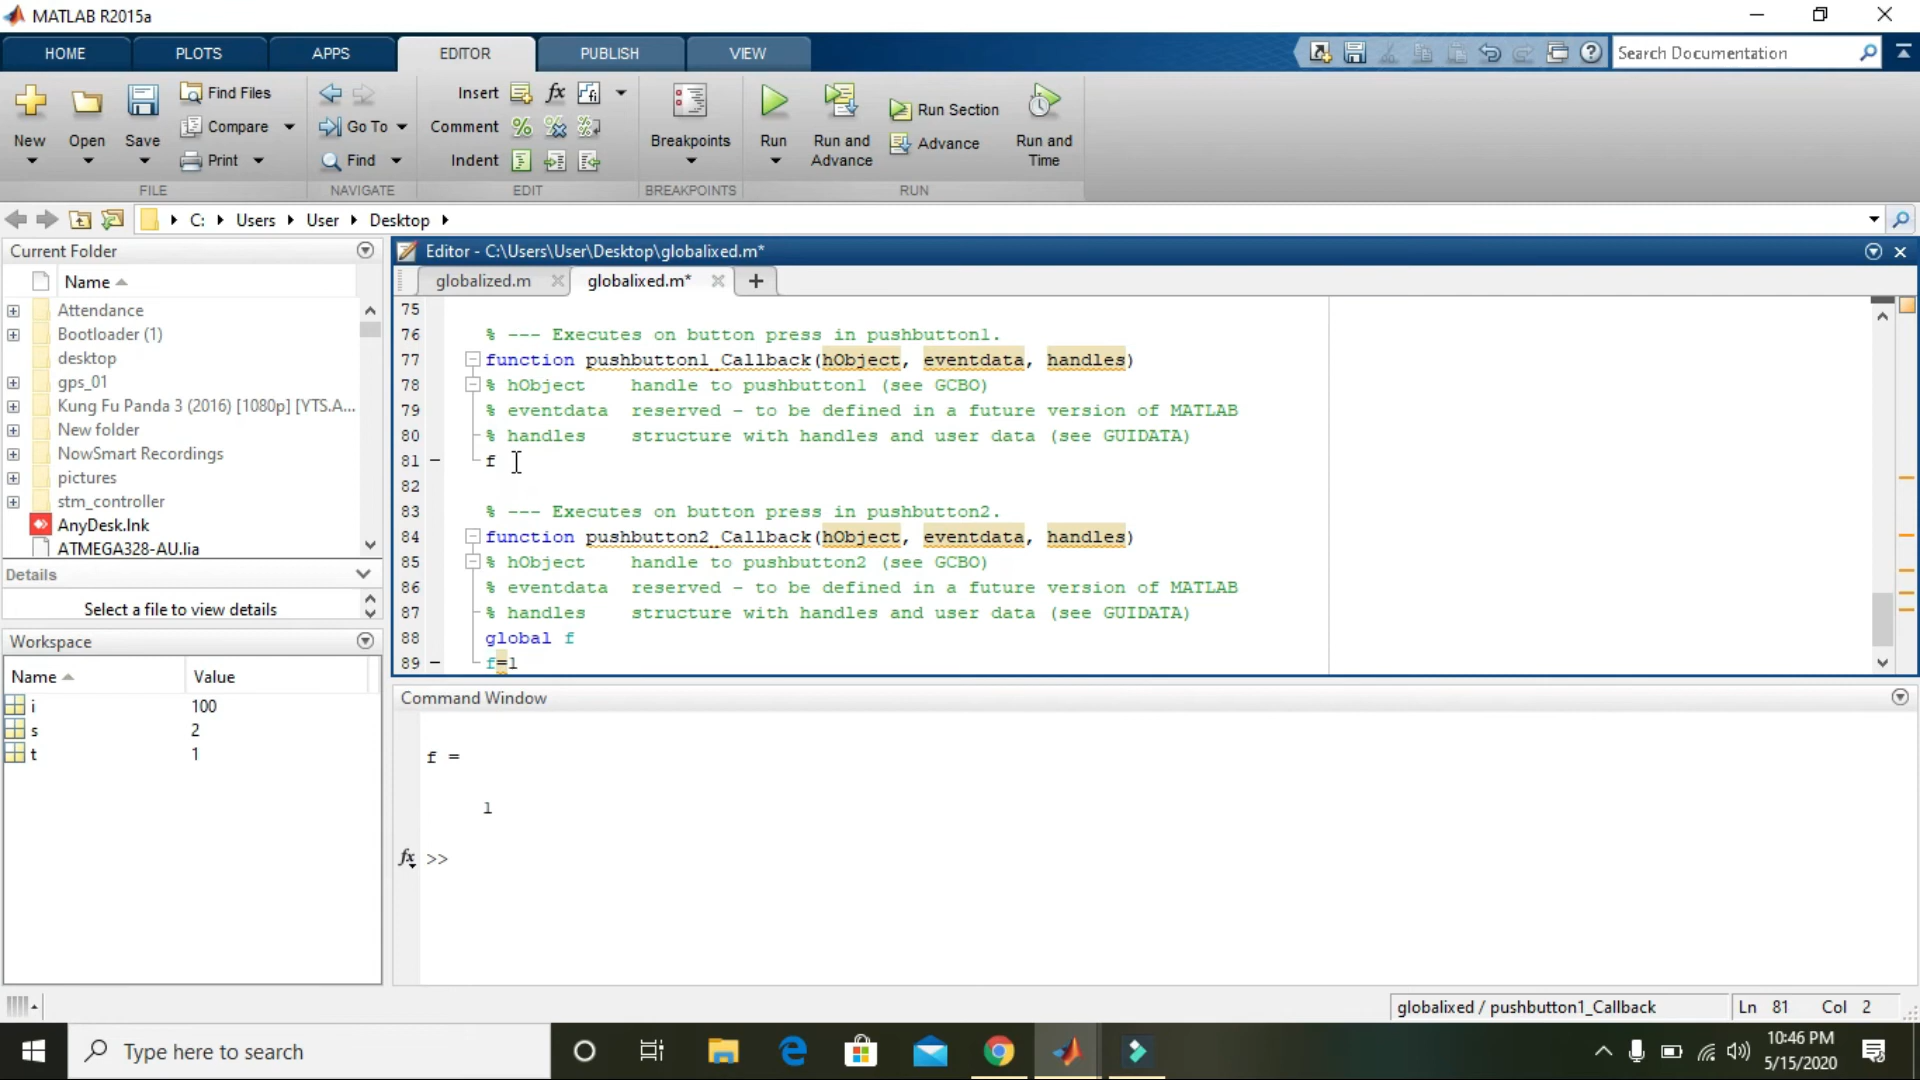 MATLAB R2015a
HOME
PLOTS
APPS
EDITOR
PUBLISH
VIEW
Search Documentation
New
Open
Save
Find Files
Compare
Print
FILE
Go To
Find
NAVIGATE
Insert
fx
Comment
Indent
EDIT
Breakpoints
BREAKPOINTS
Run
Run and Advance
Run Section
Advance
Run and Time
RUN
C: Users User Desktop
Current Folder
Name
Attendance
Bootloader (1)
desktop
gps_01
Kung Fu Panda 3 (2016) [1080p] [YTS.A...
New folder
NowSmart Recordings
pictures
stm_controller
AnyDesk.lnk
ATMEGA328-AU.lia
Details
Select a file to view details
Workspace
Name Value
i 100
s 2
t 1
Editor - C:\Users\User\Desktop\globalixed.m*
globalized.m globalixed.m*
75
76 % --- Executes on button press in pushbutton1.
77 function pushbutton1_Callback(hObject, eventdata, handles)
78 % hObject    handle to pushbutton1 (see GCBO)
79 % eventdata  reserved - to be defined in a future version of MATLAB
80 % handles    structure with handles and user data (see GUIDATA)
81 - f
82
83 % --- Executes on button press in pushbutton2.
84 function pushbutton2_Callback(hObject, eventdata, handles)
85 % hObject    handle to pushbutton2 (see GCBO)
86 % eventdata  reserved - to be defined in a future version of MATLAB
87 % handles    structure with handles and user data (see GUIDATA)
88 global f
89 - f=1
Command Window
f =
1
fx >>
globalixed / pushbutton1_Callback Ln 81 Col 2
Type here to search
10:46 PM
5/15/2020